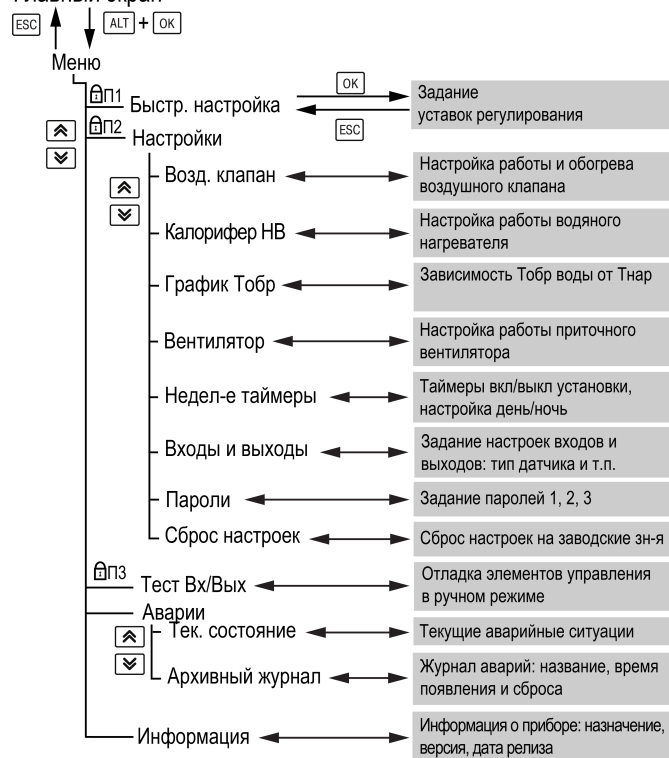 Главный экран
ESC
ALT + OK
Меню
П1 Быстр. настройка
OK
ESC
Задание
уставок регулирования
П2 Настройки
Возд. клапан
Настройка работы и обогрева
воздушного клапана
Калорифер НВ
Настройка работы водяного
нагревателя
График Тобр
Зависимость Тобр воды от Тнар
Вентилятор
Настройка работы приточного
вентилятора
Недел-е таймеры
Таймеры вкл/выкл установки,
настройка день/ночь
Входы и выходы
Задание настроек входов и
выходов: тип датчика и т.п.
Пароли
Задание паролей 1, 2, 3
Сброс настроек
Сброс настроек на заводские зн-я
П3 Тест Вх/Вых
Отладка элементов управления
в ручном режиме
Аварии
Тек. состояние
Текущие аварийные ситуации
Архивный журнал
Журнал аварий: название, время
появления и сброса
Информация
Информация о приборе: назначение,
версия, дата релиза